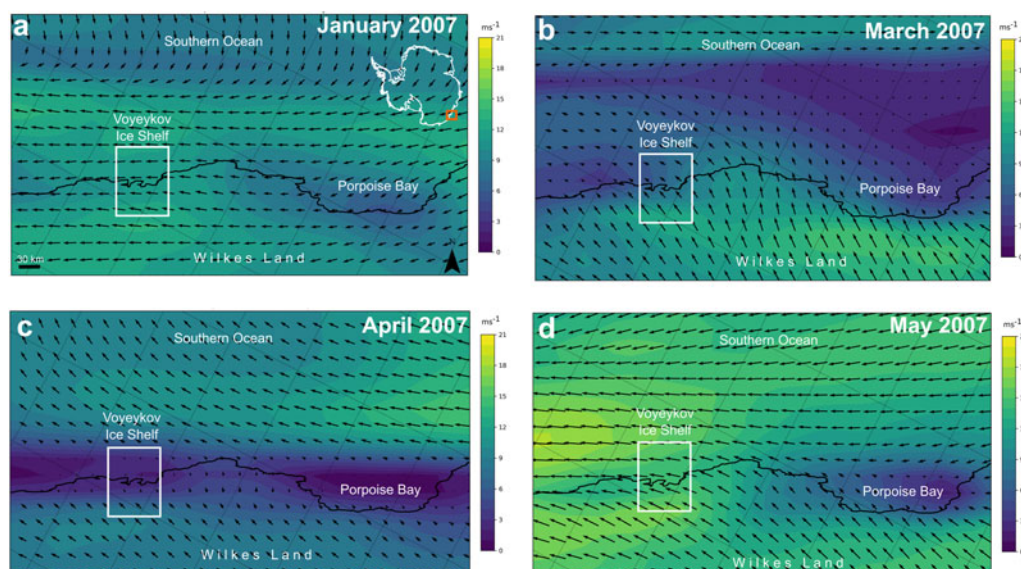 a
January 2007
ms⁻¹
Southern Ocean
21
18
15
12
9
6
3
0
Voyeykov
Ice Shelf
Porpoise Bay
Wilkes Land
30 km
N
b
March 2007
ms⁻¹
Southern Ocean
Voyeykov
Ice Shelf
Porpoise Bay
Wilkes Land
c
April 2007
ms⁻¹
Southern Ocean
21
18
15
12
9
6
3
0
Voyeykov
Ice Shelf
Porpoise Bay
Wilkes Land
d
May 2007
ms⁻¹
Southern Ocean
Voyeykov
Ice Shelf
Porpoise Bay
Wilkes Land